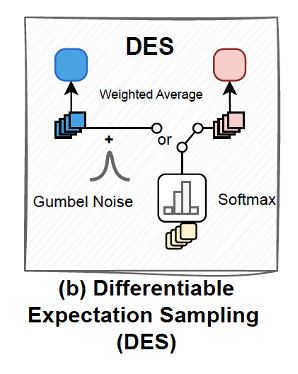 DES
Weighted Average
+
or
Gumbel Noise
Softmax
(b) Differentiable
Expectation Sampling
(DES)